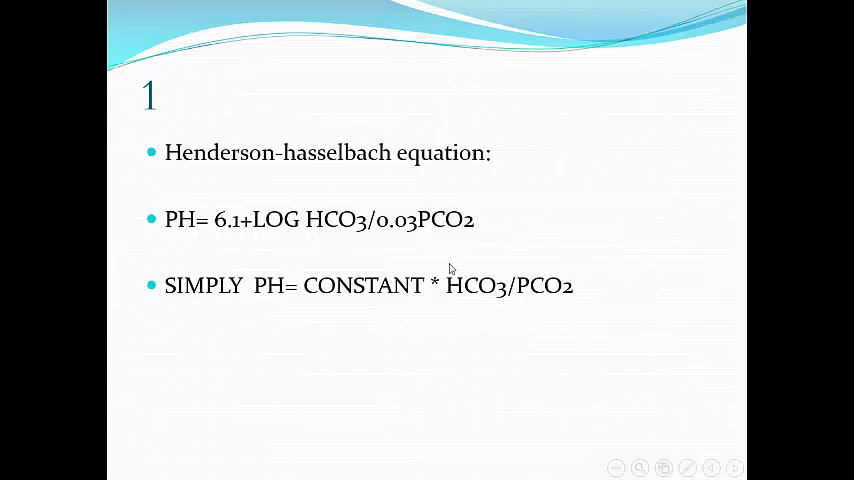 1
Henderson-hasselbach equation:
PH= 6.1+LOG HCO3/0.03PCO2
SIMPLY  PH= CONSTANT * HCO3/PCO2